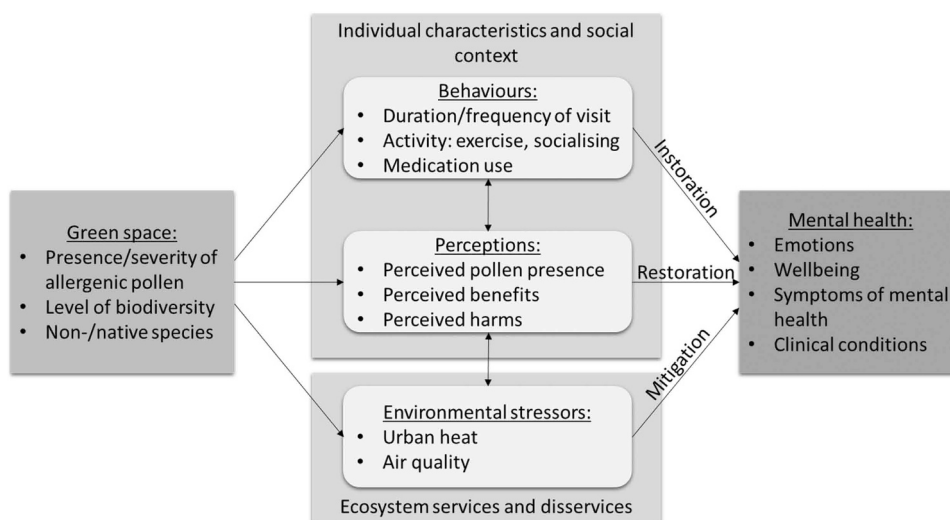 Individual characteristics and social
context
Behaviours:
• Duration/frequency of visit
• Activity: exercise, socialising
• Medication use
Instoration
Green space:
• Presence/severity of
allergenic pollen
• Level of biodiversity
• Non-/native species
Perceptions:
• Perceived pollen presence
• Perceived benefits
• Perceived harms
Restoration
Mental health:
• Emotions
• Wellbeing
• Symptoms of mental
health
• Clinical conditions
Mitigation
Environmental stressors:
• Urban heat
• Air quality
Ecosystem services and disservices